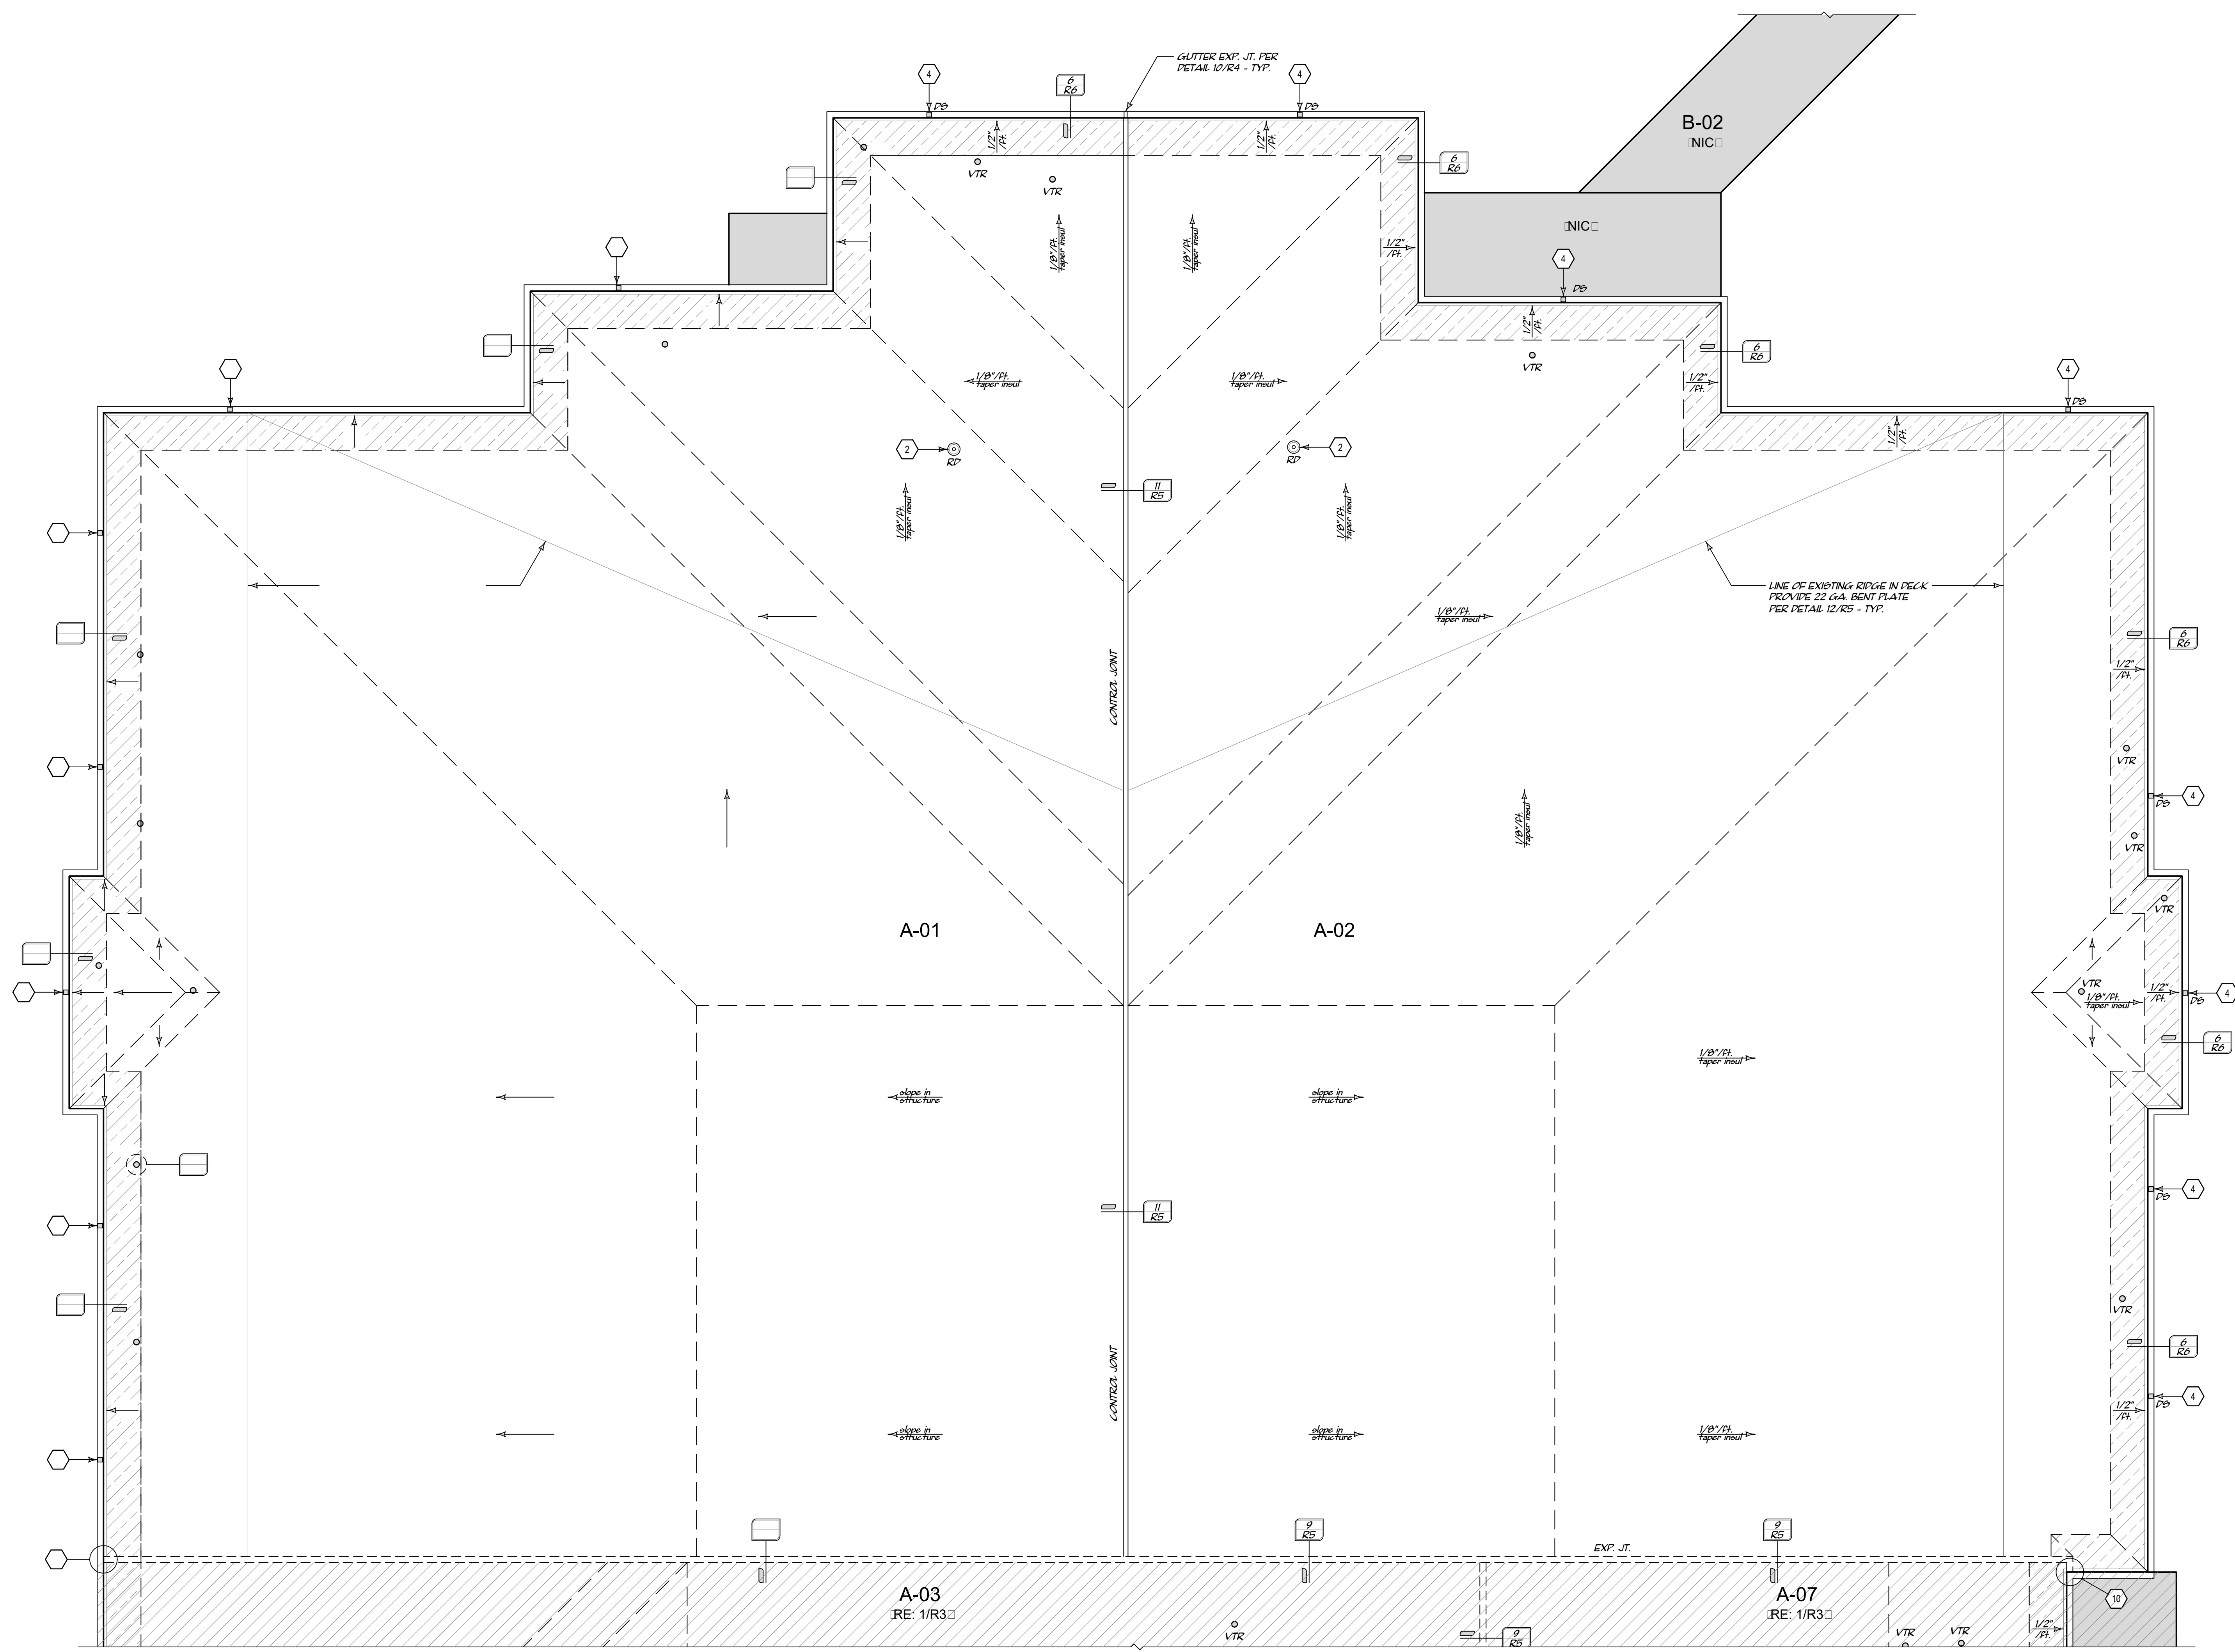 GUTTER EXP. JT. PER
DETAIL 10/R4 - TYP.
4
6
R6
4
DS
DS
B-02
NIC
1/2"
/ft.
1/2"
/ft.
6
R6
VTR
VTR
NIC
1/8"/ft.
taper insul
1/8"/ft.
taper insul
1/2"
/ft.
4
DS
1/2"
/ft.
6
R6
VTR
1/8"/ft.
taper insul
1/8"/ft.
taper insul
1/2"
/ft.
4
DS
1/2"
/ft.
2
RD
2
RD
11
R5
1/8"/ft.
taper insul
1/8"/ft.
taper insul
LINE OF EXISTING RIDGE IN DECK
PROVIDE 22 GA. BENT PLATE
PER DETAIL 12/R5 - TYP.
1/8"/ft.
taper insul
6
R6
CONTROL JOINT
1/2"
/ft.
VTR
4
DS
1/8"/ft.
taper insul
VTR
A-01
A-02
VTR
VTR
1/8"/ft.
taper insul
1/2"
/ft.
4
DS
6
R6
1/8"/ft.
taper insul
slope in
structure
slope in
structure
4
DS
11
R5
VTR
6
R6
CONTROL JOINT
4
DS
1/2"
/ft.
slope in
structure
slope in
structure
1/8"/ft.
taper insul
9
R5
9
R5
EXP. JT.
A-03
RE: 1/R3
A-07
RE: 1/R3
10
VTR
9
R5
VTR
VTR
1/2"
/ft.